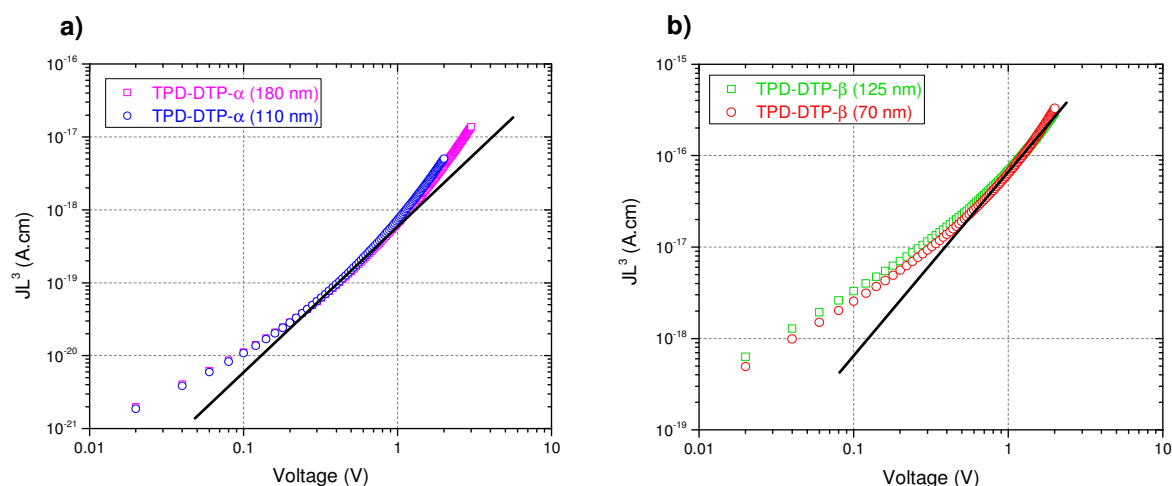 a)
10^-16
TPD-DTP-α (180 nm)
TPD-DTP-α (110 nm)
10^-17
10^-18
10^-19
10^-20
10^-21
JL^3 (A.cm)
0.01
0.1
1
10
Voltage (V)
b)
10^-15
TPD-DTP-β (125 nm)
TPD-DTP-β (70 nm)
10^-16
10^-17
10^-18
10^-19
JL^3 (A.cm)
0.01
0.1
1
10
Voltage (V)